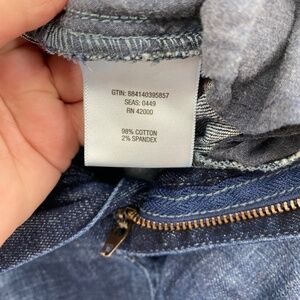 GTIN: 884140395857
SEAS: 0449
RN 42000
98% COTTON
2% SPANDEX